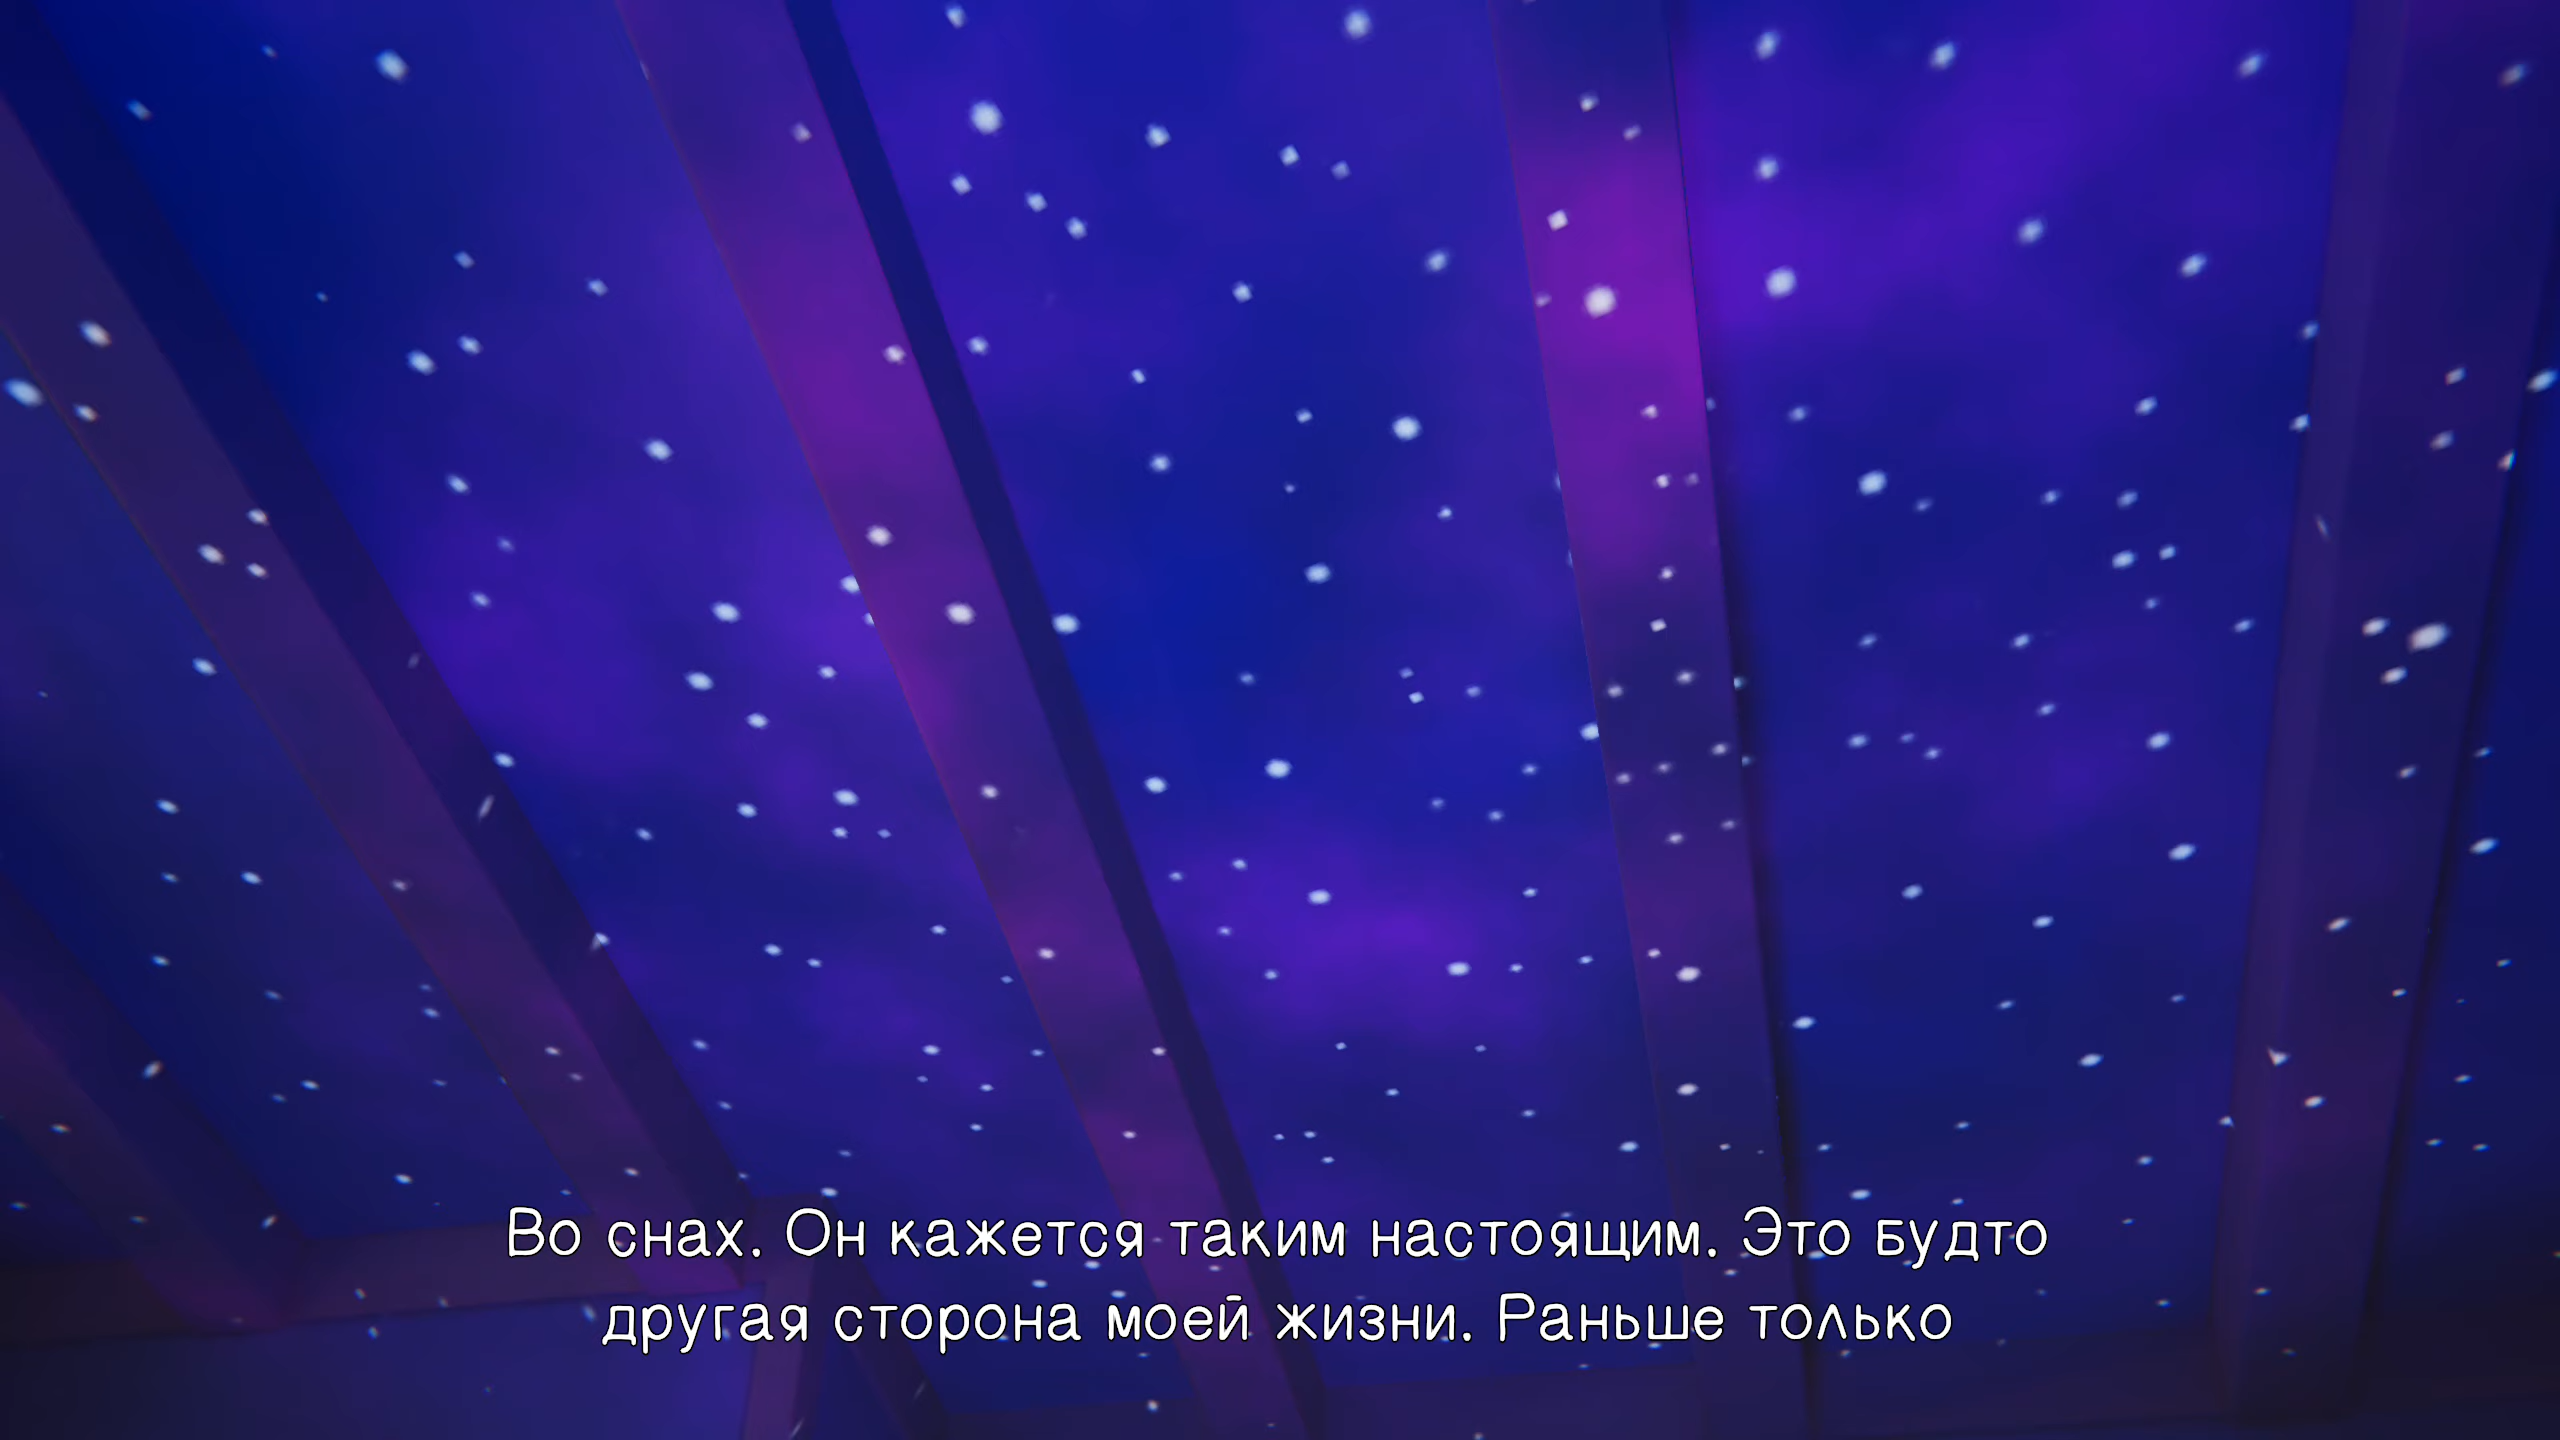 Во снах. Он кажется таким настоящим. Это будто
другая сторона моей жизни. Раньше только